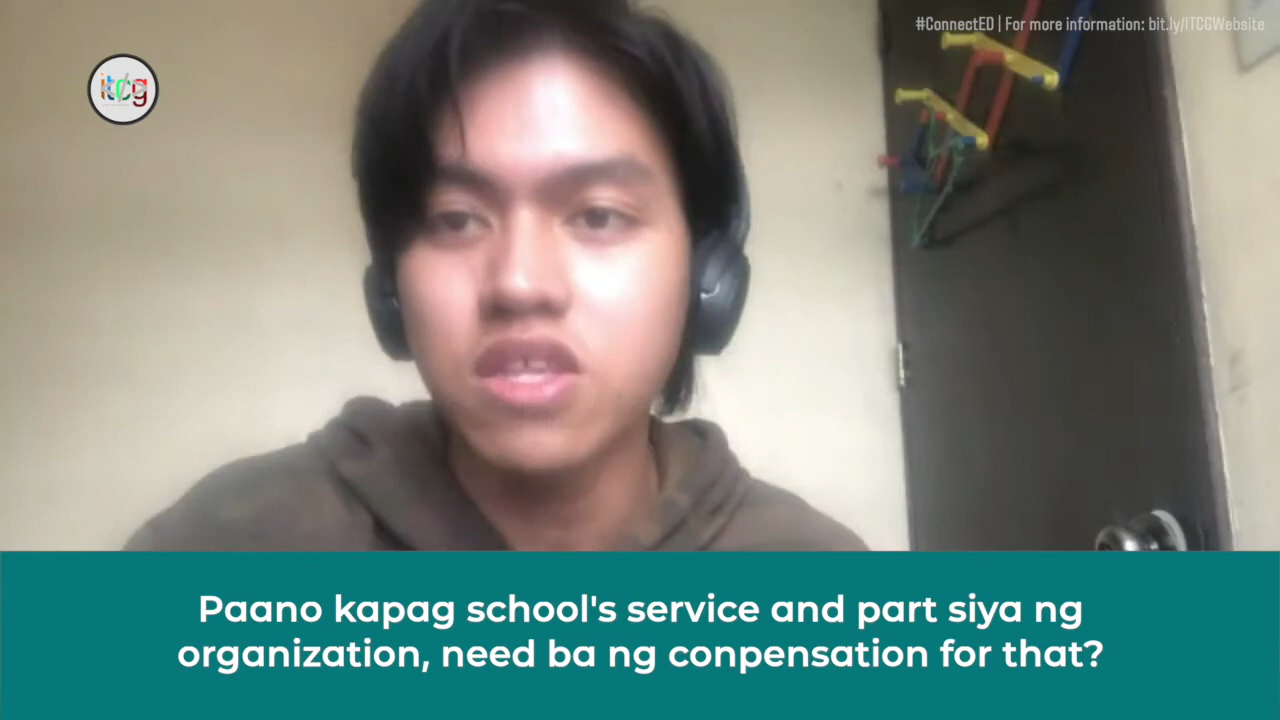 #ConnectED | For more information: bit.ly/ITCGWebsite
itcg
Paano kapag school's service and part siya ng
organization, need ba ng conpensation for that?